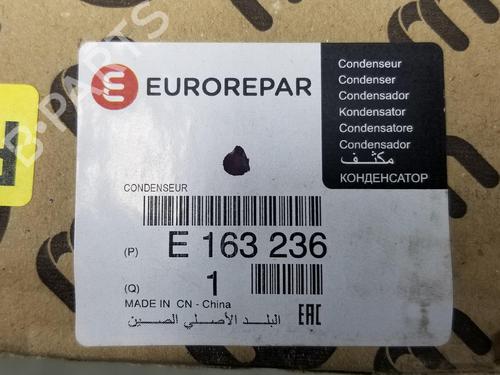 EUROREPAR
Condenseur
Condenser
Condensador
Kondensator
Condensatore
Condensador
مكثف
КОНДЕНСАТОР
CONDENSEUR
(P) E 163 236
(Q) 1
MADE IN CN - China
البلد الأصلي الصين
EAC
B-PARTS